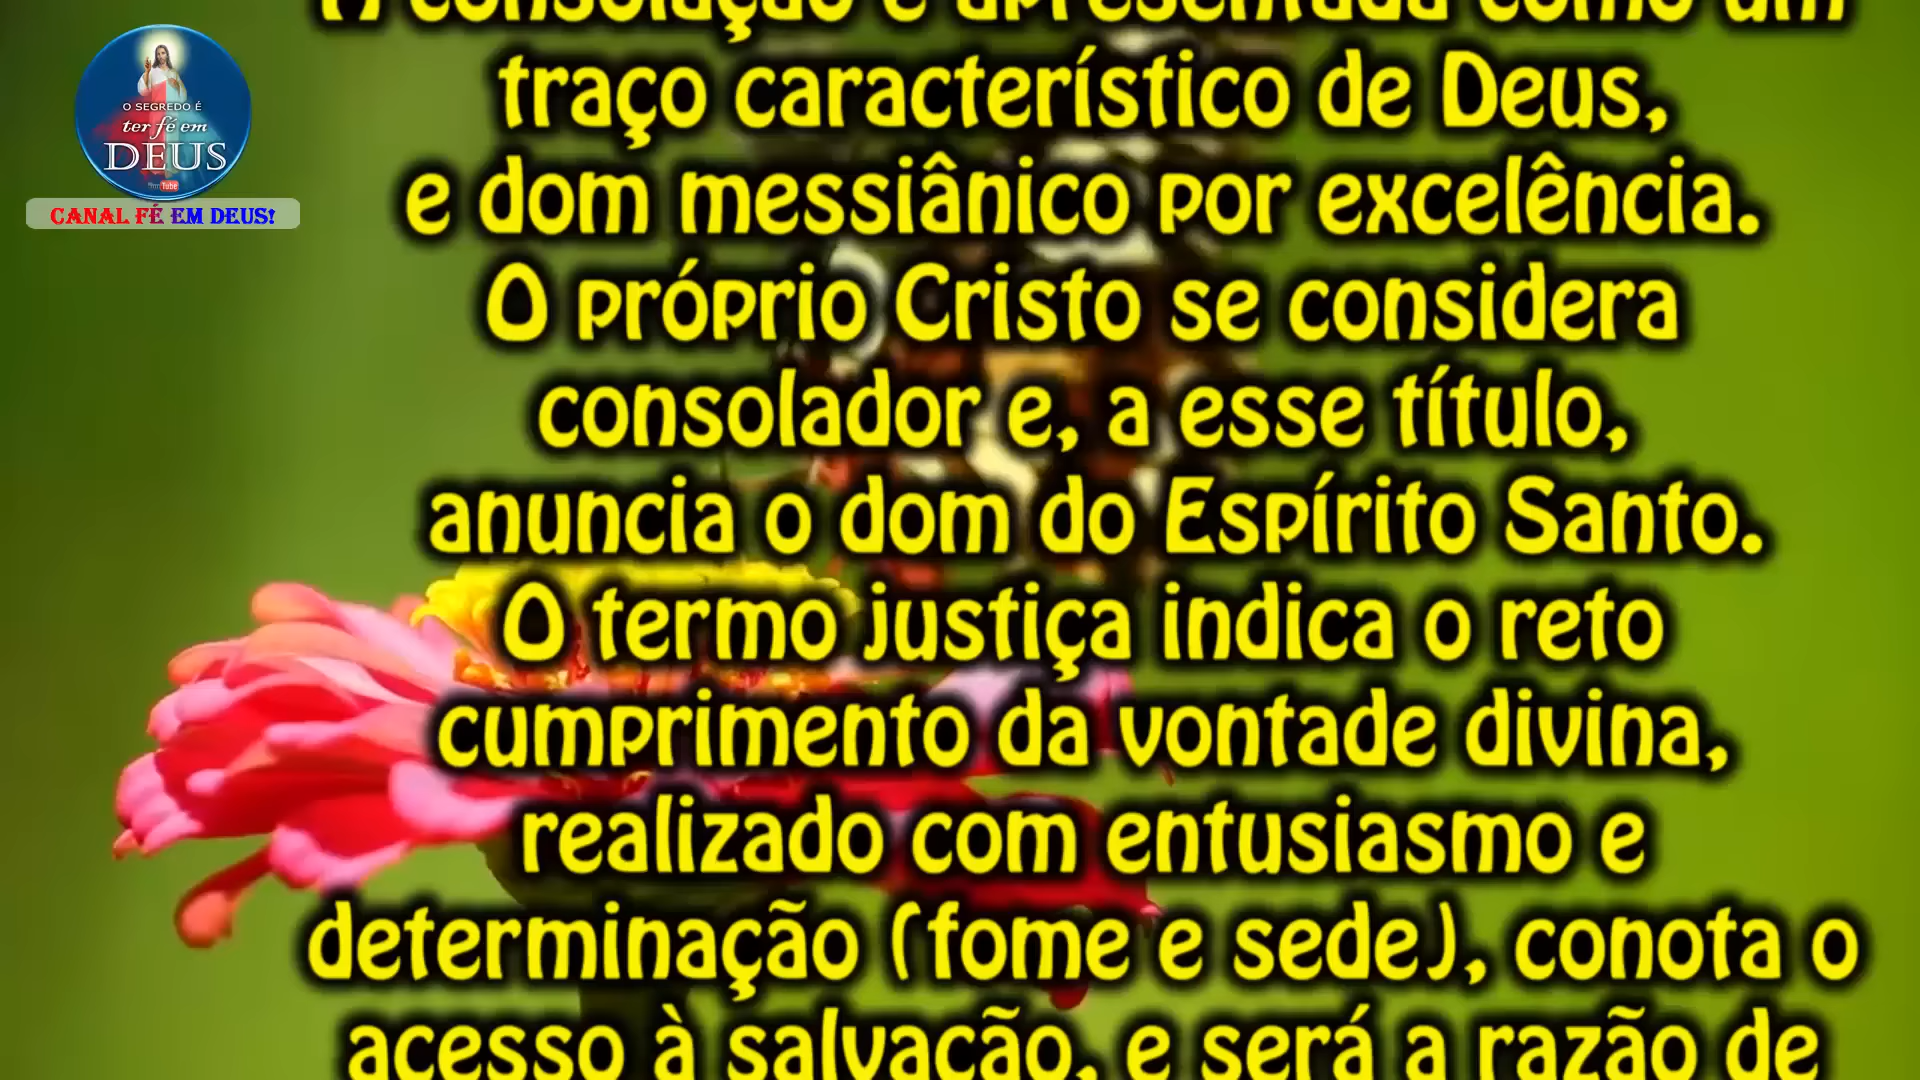 A consolação é apresentada como um
traço característico de Deus,
e dom messiânico por excelência.
O próprio Cristo se considera
consolador e, a esse título,
anuncia o dom do Espírito Santo.
O termo justiça indica o reto
cumprimento da vontade divina,
realizado com entusiasmo e
determinação (fome e sede), conota o
acesso à salvação, e será a razão de
O SEGREDO É
ter fé em
DEUS
YouTube
CANAL FÉ EM DEUS!